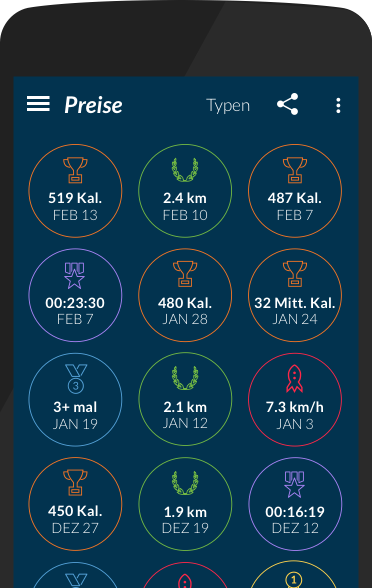 Preise Typen
519 Kal.
FEB 13
2.4 km
FEB 10
487 Kal.
FEB 7
00:23:30
FEB 7
480 Kal.
JAN 28
32 Mitt. Kal.
JAN 24
3
3+ mal
JAN 19
2.1 km
JAN 12
7.3 km/h
JAN 3
450 Kal.
DEZ 27
1.9 km
DEZ 19
00:16:19
DEZ 12
1